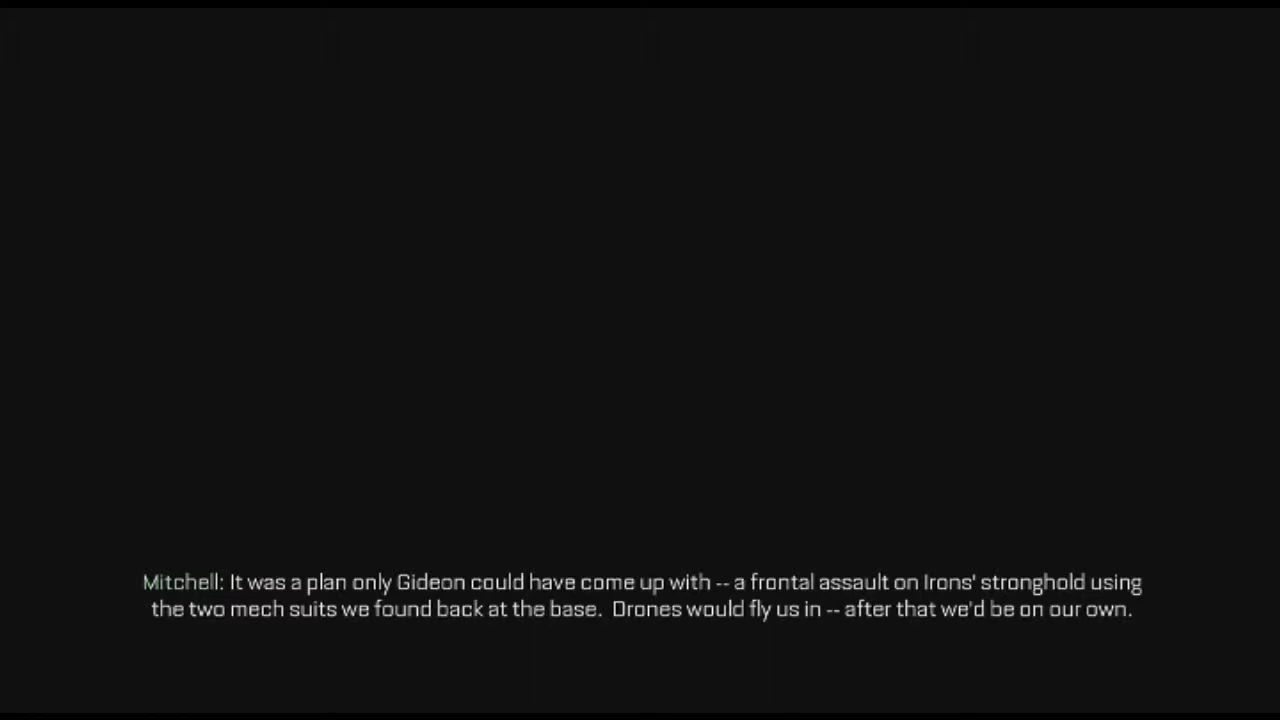 Mitchell: It was a plan only Gideon could have come up with -- a frontal assault on Irons' stronghold using
the two mech suits we found back at the base.  Drones would fly us in -- after that we'd be on our own.